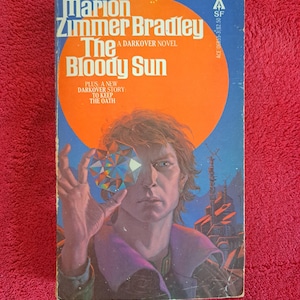 Marion
Zimmer Bradley
The
A DARKOVER NOVEL
Bloody Sun
PLUS: A NEW
DARKOVER STORY
TO KEEP
THE OATH
A
SF